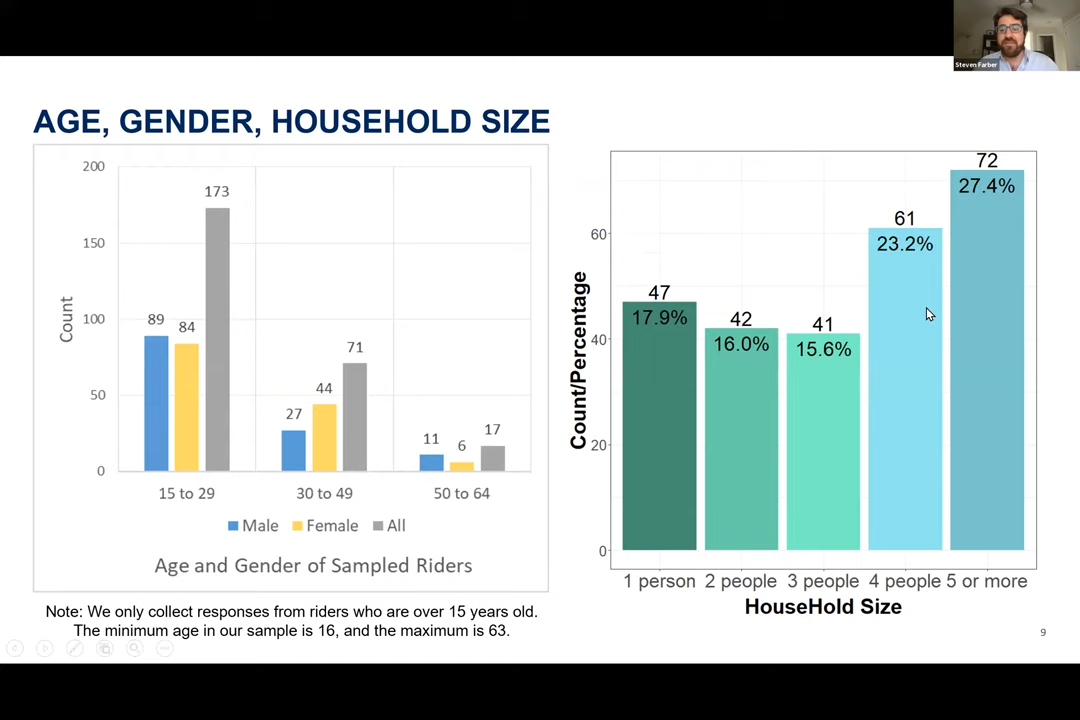 Steven Farber
AGE, GENDER, HOUSEHOLD SIZE
200
150
100
50
0
Count
173
89
84
71
44
27
17
11
6
15 to 29
30 to 49
50 to 64
Male
Female
All
Age and Gender of Sampled Riders
Note: We only collect responses from riders who are over 15 years old.
The minimum age in our sample is 16, and the maximum is 63.
Count/Percentage
60
40
20
0
47
17.9%
42
16.0%
41
15.6%
61
23.2%
72
27.4%
1 person
2 people
3 people
4 people
5 or more
HouseHold Size
9